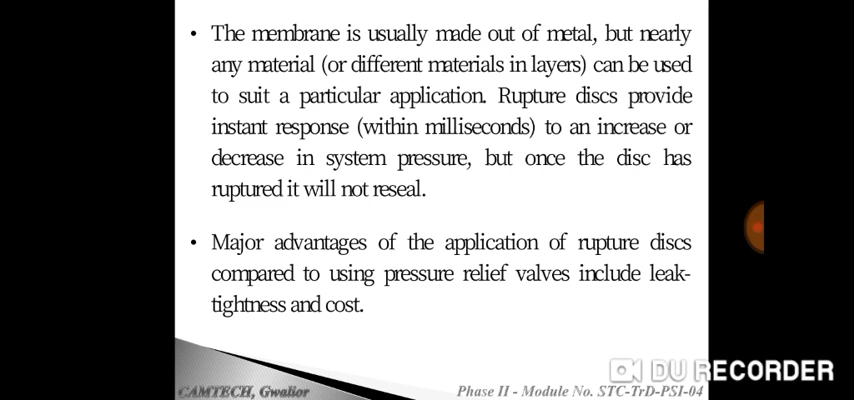 • The membrane is usually made out of metal, but nearly
any material (or different materials in layers) can be used
to suit a particular application. Rupture discs provide
instant response (within milliseconds) to an increase or
decrease in system pressure, but once the disc has
ruptured it will not reseal.
• Major advantages of the application of rupture discs
compared to using pressure relief valves include leak-
tightness and cost.
CAMTECH, Gwalior
Phase II - Module No. STC-TrD-PSI-04
DU RECORDER